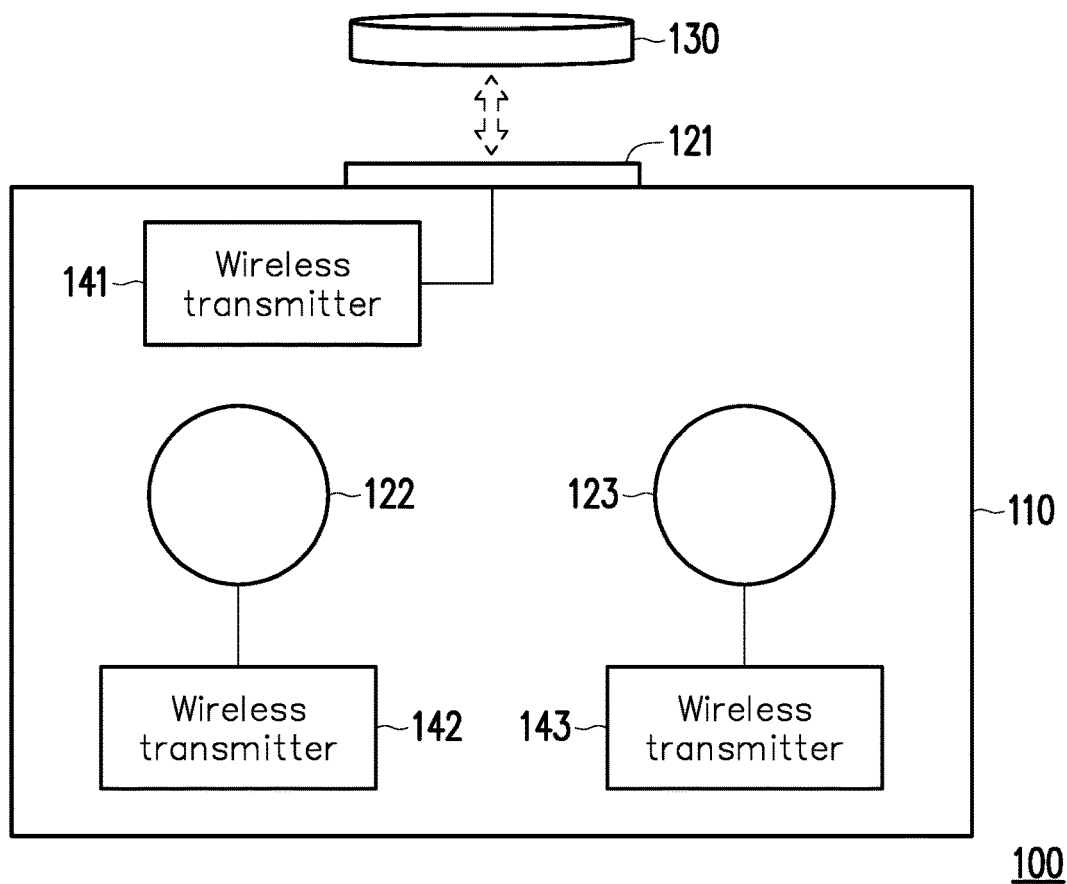 130
121
141
Wireless
transmitter
122
123
110
Wireless
transmitter
142
143
Wireless
transmitter
100